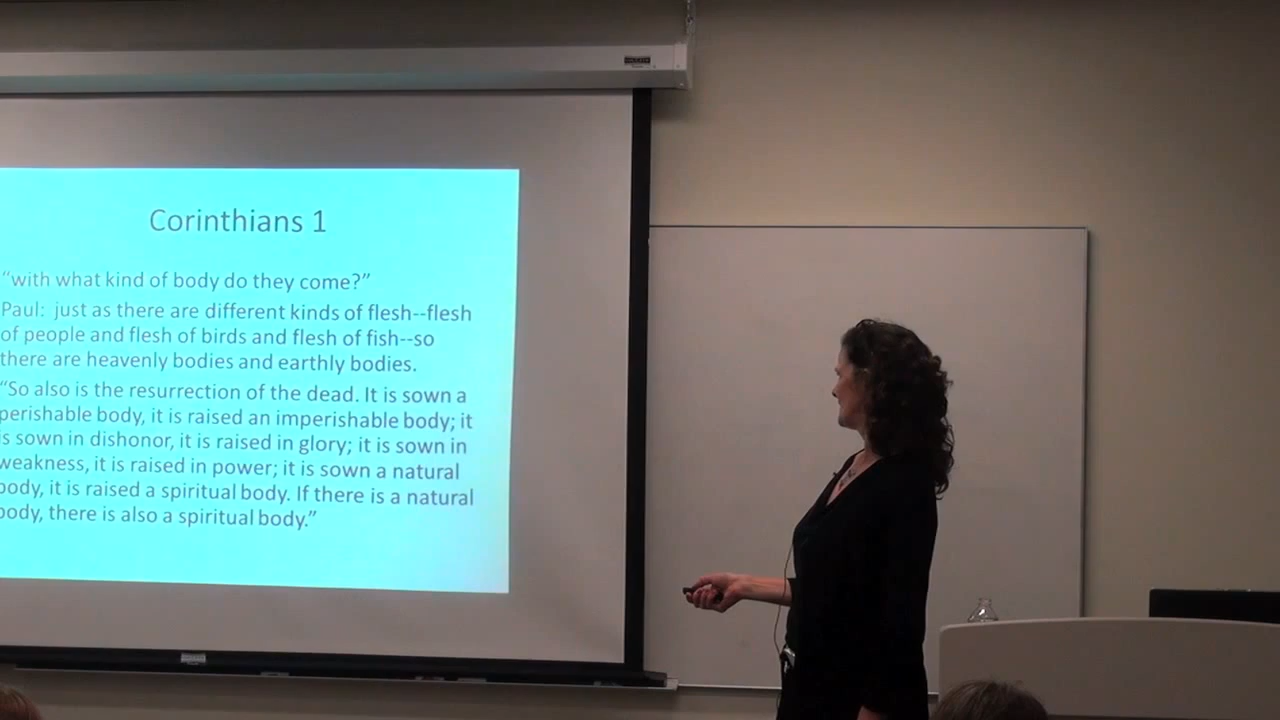 Corinthians 1
“with what kind of body do they come?”
Paul:  just as there are different kinds of flesh--flesh
of people and flesh of birds and flesh of fish--so
there are heavenly bodies and earthly bodies.
“So also is the resurrection of the dead. It is sown a
perishable body, it is raised an imperishable body; it
is sown in dishonor, it is raised in glory; it is sown in
weakness, it is raised in power; it is sown a natural
body, it is raised a spiritual body. If there is a natural
body, there is also a spiritual body.”